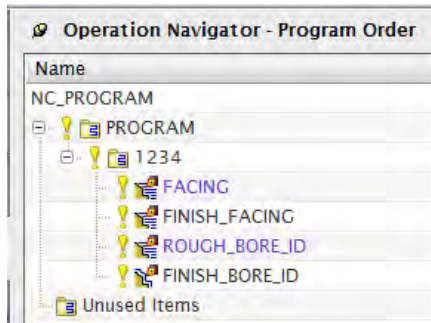 Operation Navigator - Program Order
Name
NC_PROGRAM
PROGRAM
1234
FACING
FINISH_FACING
ROUGH_BORE_ID
FINISH_BORE_ID
Unused Items